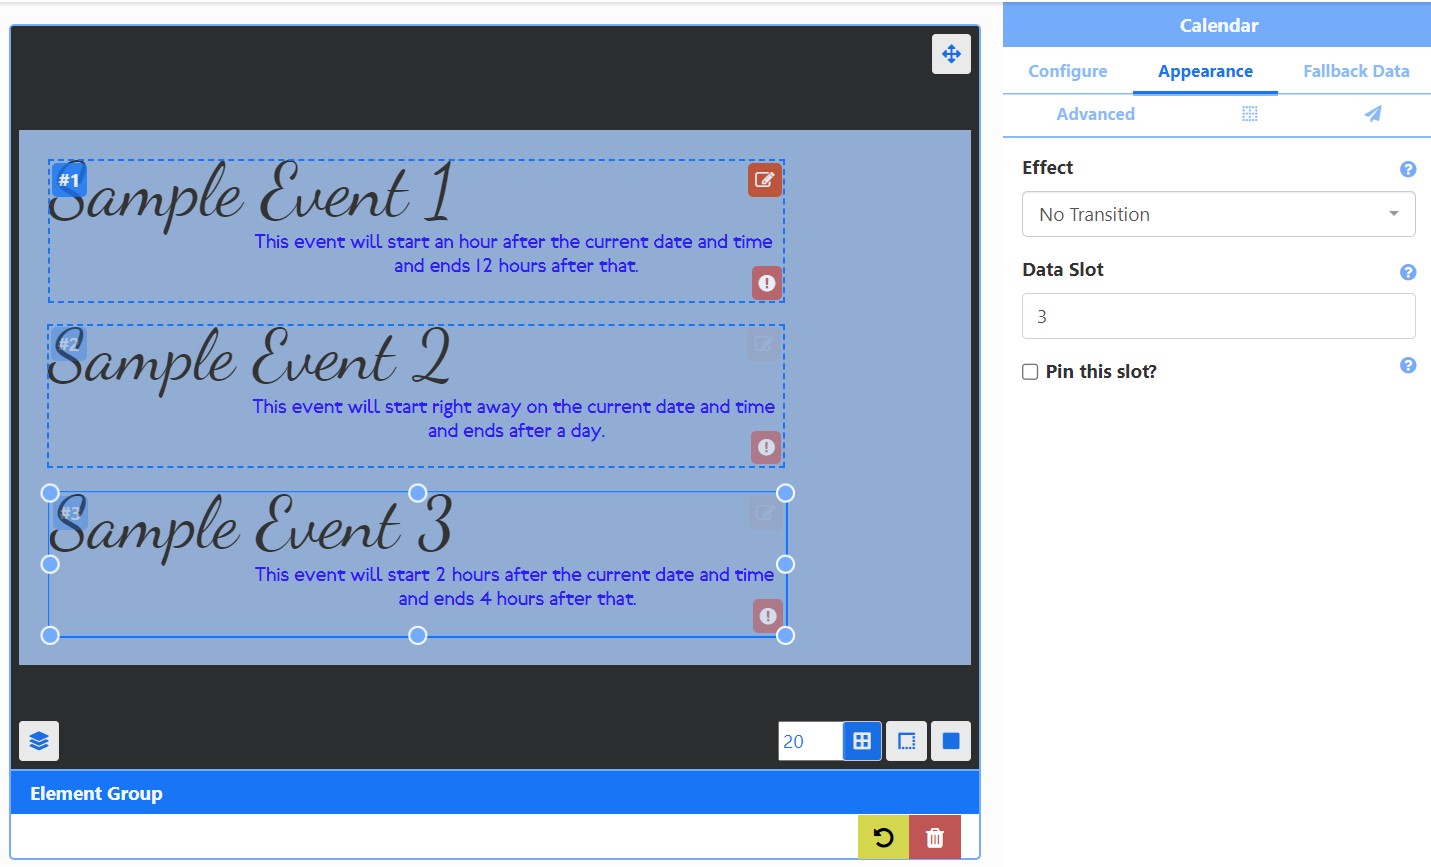 Calendar
Configure Appearance Fallback Data
Advanced
#1
Sample Event 1
This event will start an hour after the current date and time
and ends 12 hours after that.
#2
Sample Event 2
This event will start right away on the current date and time
and ends after a day.
#3
Sample Event 3
This event will start 2 hours after the current date and time
and ends 4 hours after that.
20
Element Group
Effect
No Transition
Data Slot
3
Pin this slot?